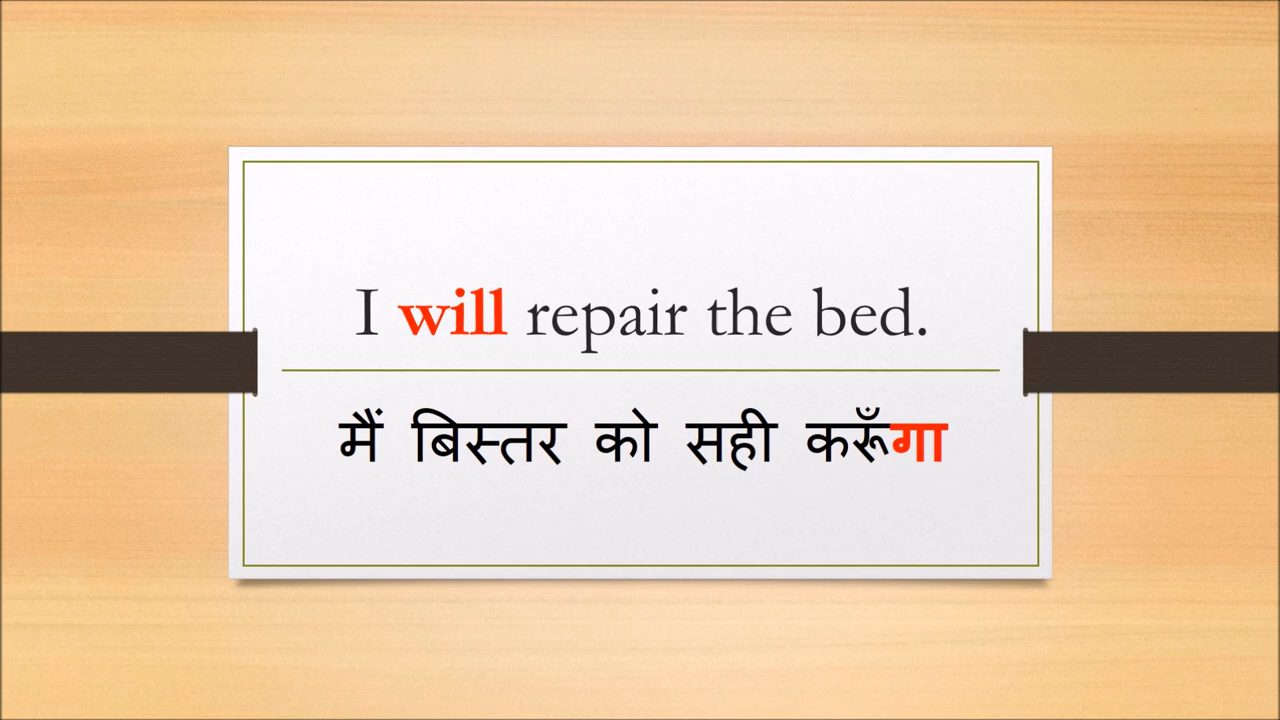 I will repair the bed.
मैं बिस्तर को सही करूँगा